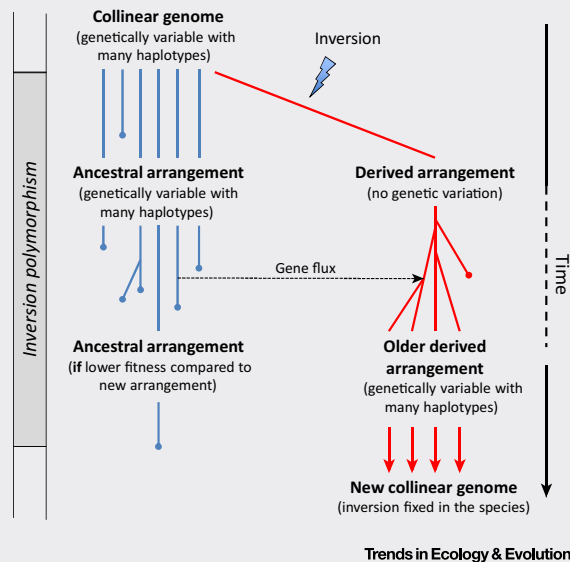 Collinear genome
(genetically variable with
many haplotypes)
Inversion
Inversion polymorphism
Ancestral arrangement
(genetically variable with
many haplotypes)
Derived arrangement
(no genetic variation)
Time
Gene flux
Ancestral arrangement
(if lower fitness compared to
new arrangement)
Older derived
arrangement
(genetically variable with
many haplotypes)
New collinear genome
(inversion fixed in the species)
Trends in Ecology & Evolution